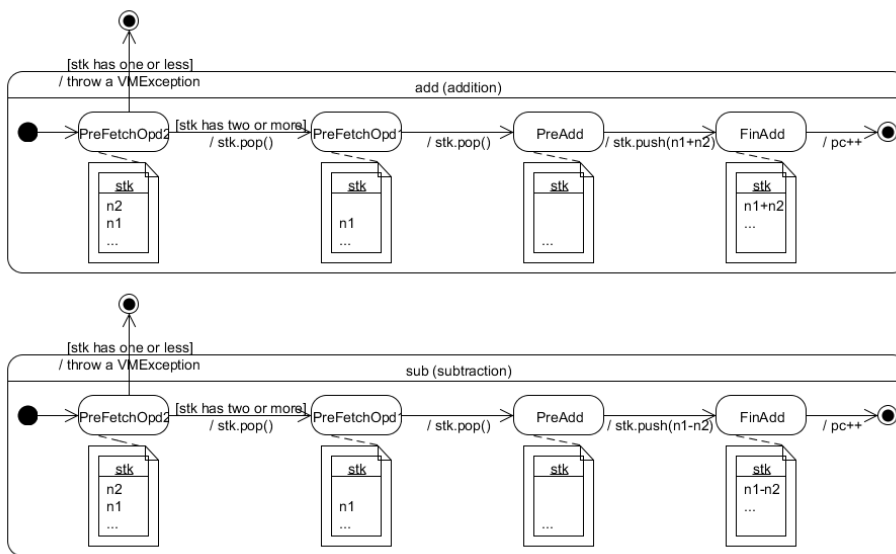 [stk has one or less]
/ throw a VMException
add (addition)
PreFetchOpd2
[stk has two or more]
/ stk.pop()
PreFetchOpd1
/ stk.pop()
PreAdd
/ stk.push(n1+n2)
FinAdd
/ pc++
stk
n2
n1
...
stk
n1
...
stk
...
stk
n1+n2
...
[stk has one or less]
/ throw a VMException
sub (subtraction)
PreFetchOpd2
[stk has two or more]
/ stk.pop()
PreFetchOpd1
/ stk.pop()
PreAdd
/ stk.push(n1-n2)
FinAdd
/ pc++
stk
n2
n1
...
stk
n1
...
stk
...
stk
n1-n2
...